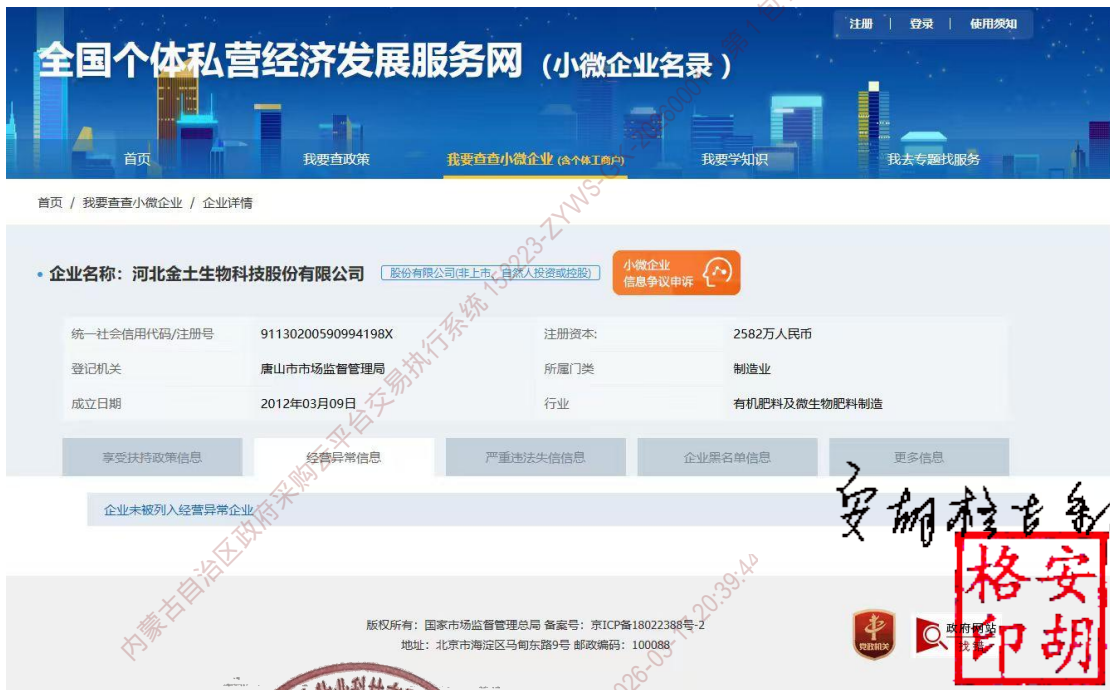 注册 | 登录 | 使用须知
全国个体私营经济发展服务网 (小微企业名录 )
首页 我要查政策 我要查查小微企业 (含个体工商户) 我要学知识 我去专题找服务
首页 / 我要查查小微企业 / 企业详情
• 企业名称: 河北金土生物科技股份有限公司 股份有限公司(非上市、自然人投资或控股) 小微企业
信息争议申诉
统一社会信用代码/注册号 91130200590994198X 注册资本: 2582万人民币
登记机关 唐山市市场监督管理局 所属门类 制造业
成立日期 2012年03月09日 行业 有机肥料及微生物肥料制造
享受扶持政策信息 经营异常信息 严重违法失信信息 企业黑名单信息 更多信息
企业未被列入经营异常企业
版权所有: 国家市场监督管理总局 备案号: 京ICP备18022388号-2
地址: 北京市海淀区马甸东路9号 邮政编码: 100088
党政机关
政府网站
找错
安胡
格印
内蒙古自治区政府采购云平台交易执行系统
20:39:44